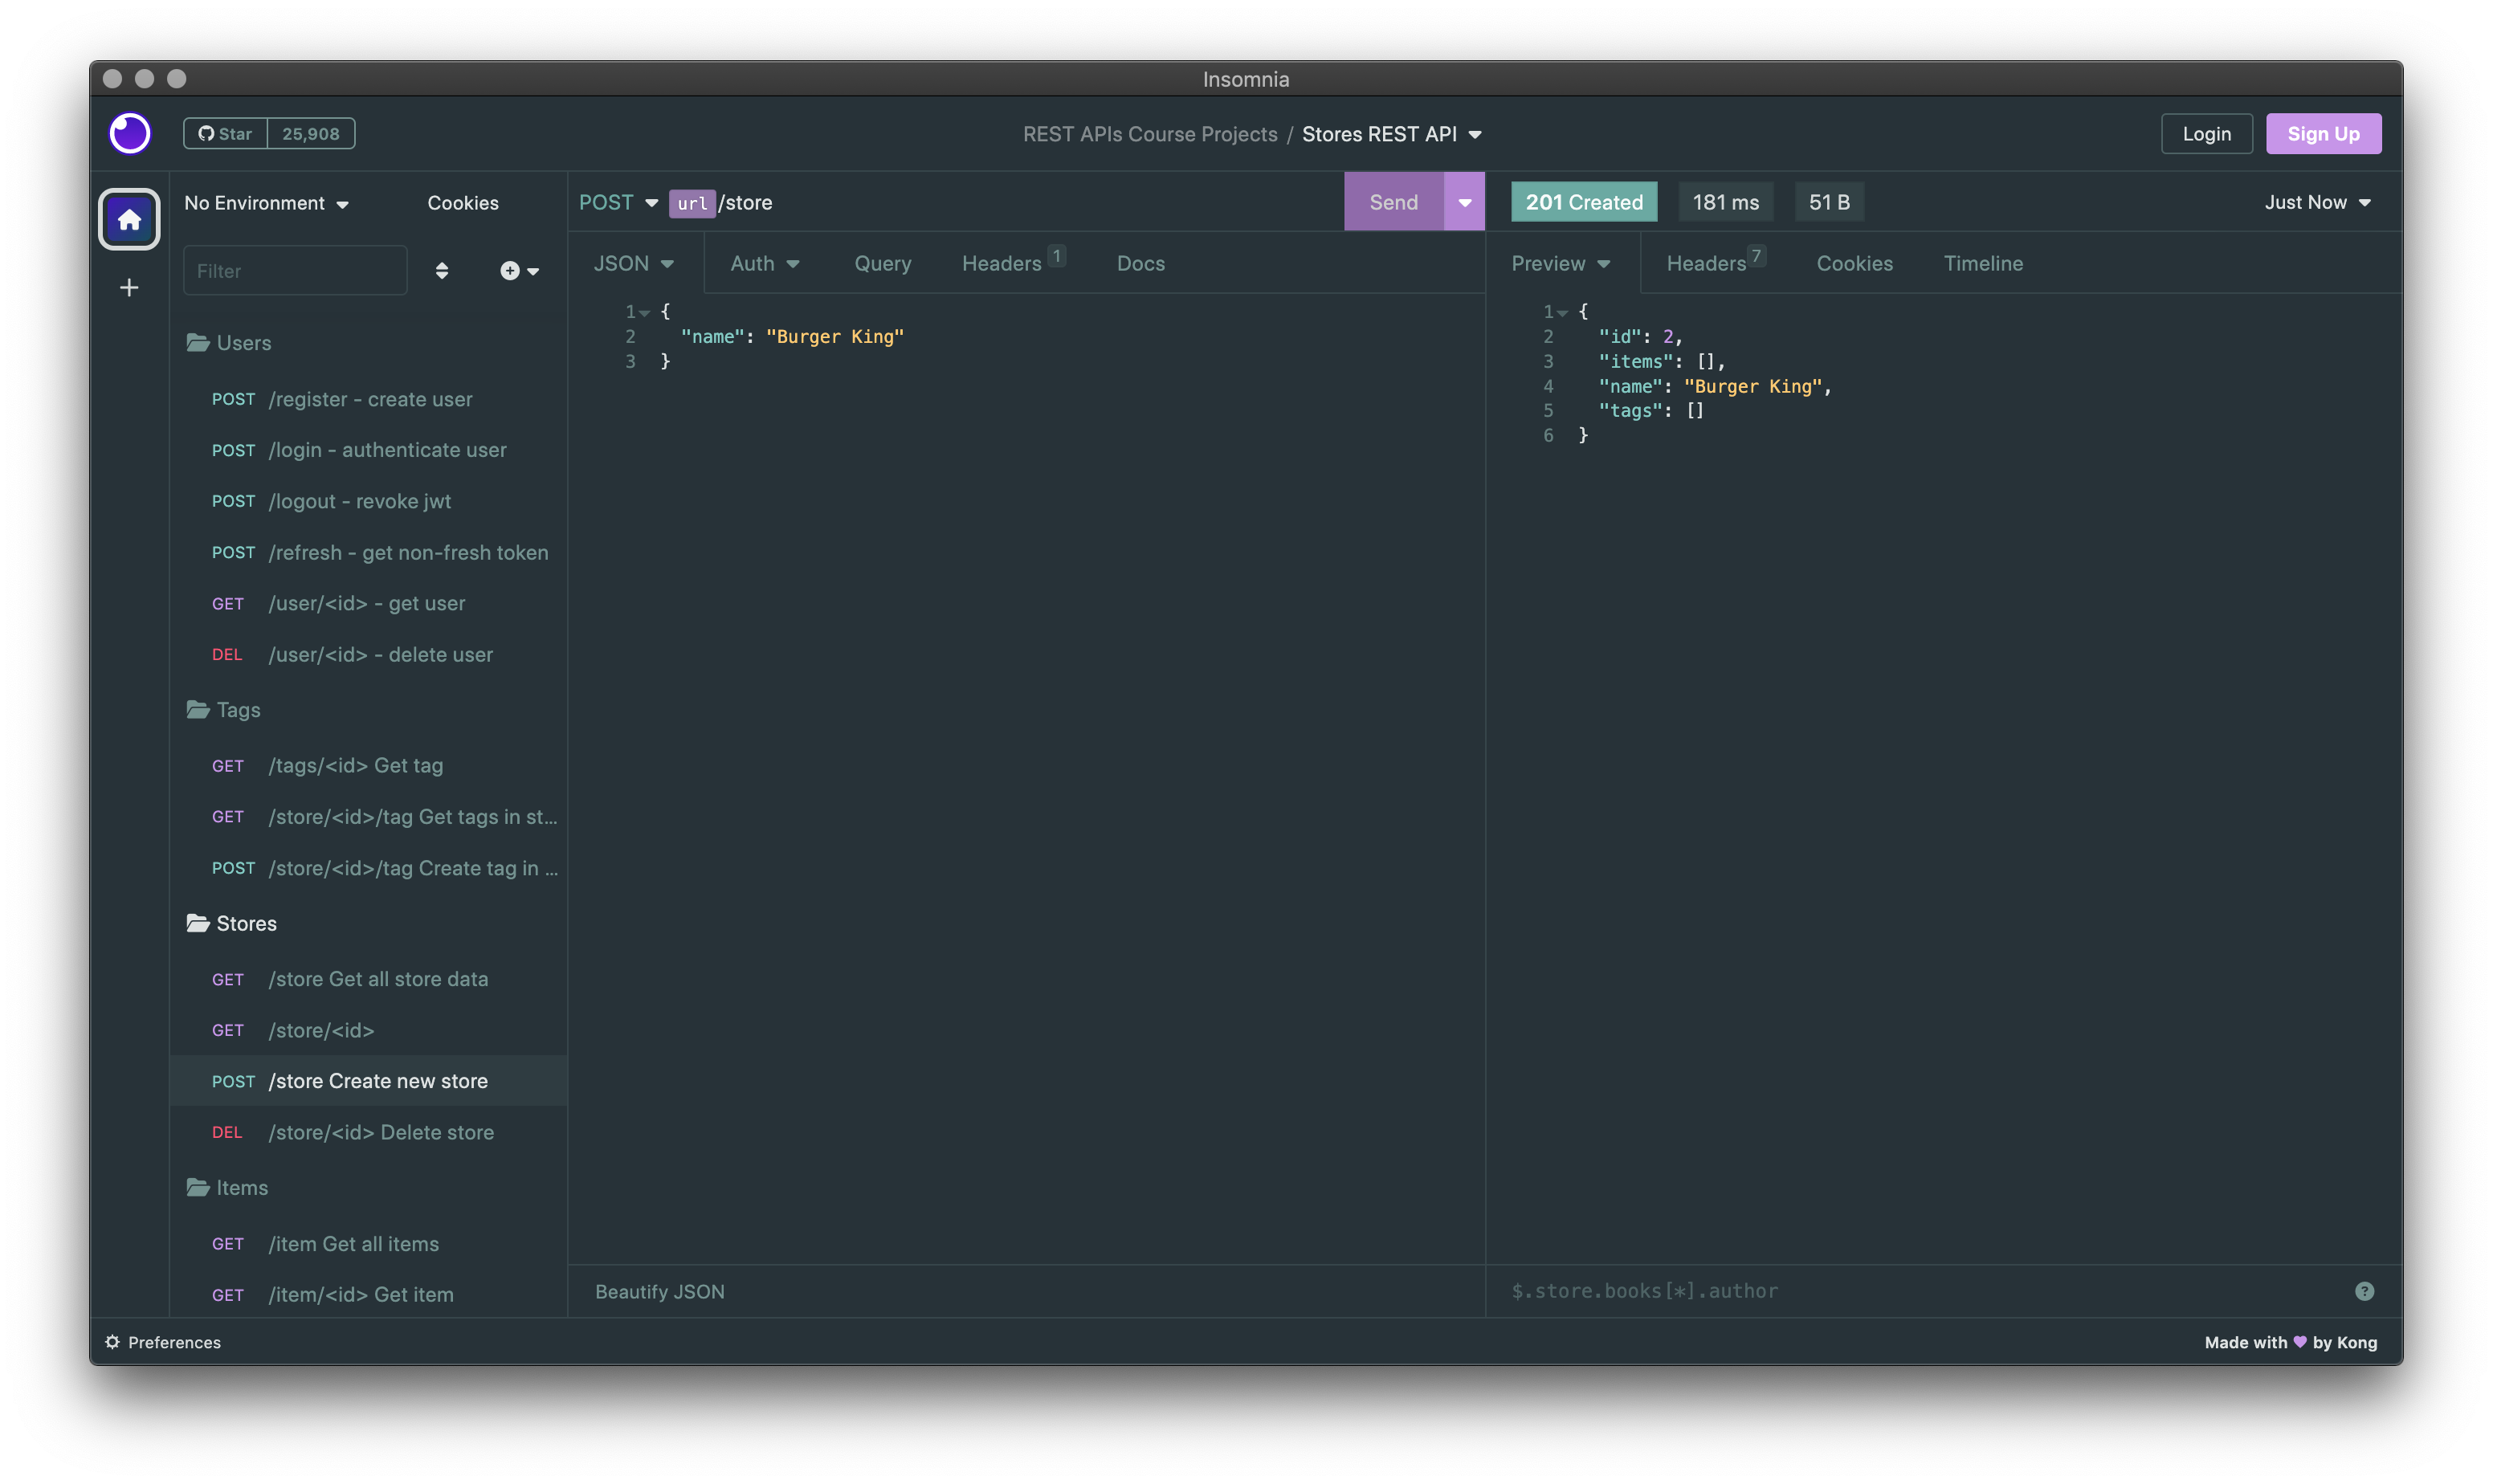 Insomnia
Star 25,908
REST APIs Course Projects / Stores REST API
Login
Sign Up
No Environment
Cookies
Filter
Users
POST /register - create user
POST /login - authenticate user
POST /logout - revoke jwt
POST /refresh - get non-fresh token
GET /user/<id> - get user
DEL /user/<id> - delete user
Tags
GET /tags/<id> Get tag
GET /store/<id>/tag Get tags in st...
POST /store/<id>/tag Create tag in ...
Stores
GET /store Get all store data
GET /store/<id>
POST /store Create new store
DEL /store/<id> Delete store
Items
GET /item Get all items
GET /item/<id> Get item
POST url/store
Send
JSON Auth Query Headers 1 Docs
1 {
2 "name": "Burger King"
3 }
Beautify JSON
201 Created 181 ms 51 B
Just Now
Preview Headers 7 Cookies Timeline
1 {
2 "id": 2,
3 "items": [],
4 "name": "Burger King",
5 "tags": []
6 }
$.store.books[*].author
?
Preferences
Made with ♥ by Kong